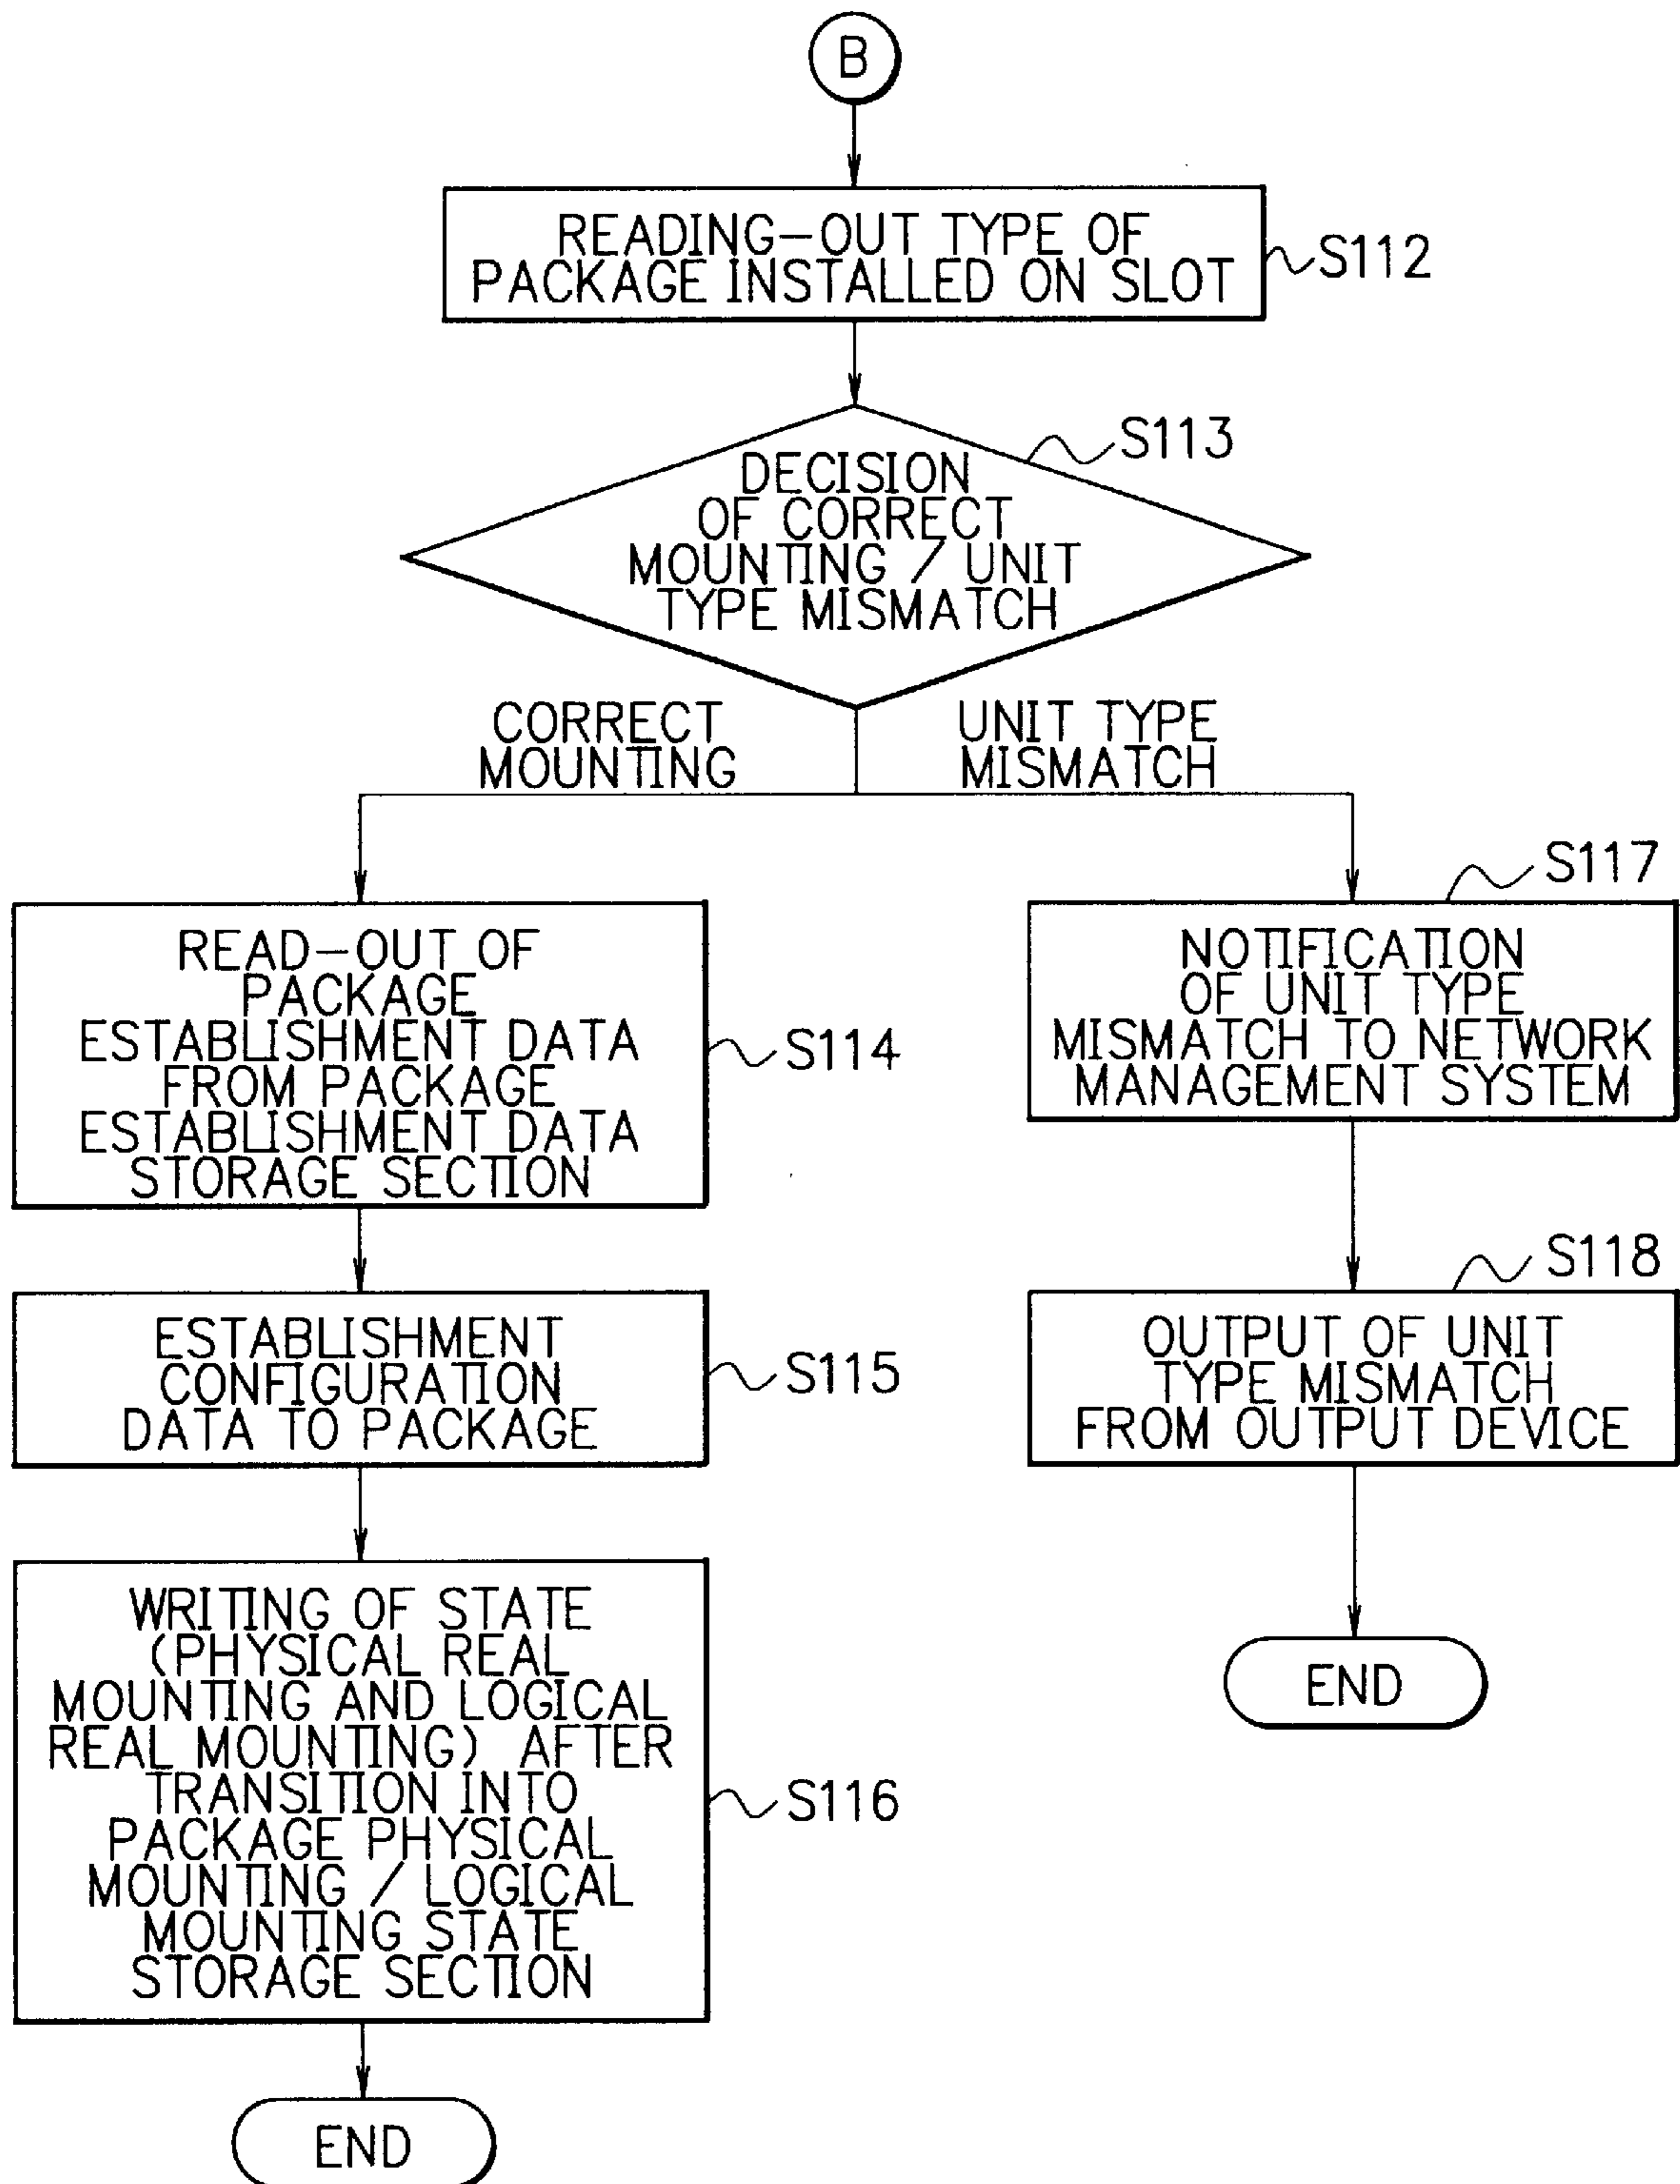 B
READING-OUT TYPE OF
PACKAGE INSTALLED ON SLOT
S112
S113
DECISION
OF CORRECT
MOUNTING / UNIT
TYPE MISMATCH
CORRECT
MOUNTING
UNIT TYPE
MISMATCH
READ-OUT OF
PACKAGE
ESTABLISHMENT DATA
FROM PACKAGE
ESTABLISHMENT DATA
STORAGE SECTION
S114
S117
NOTIFICATION
OF UNIT TYPE
MISMATCH TO NETWORK
MANAGEMENT SYSTEM
ESTABLISHMENT
CONFIGURATION
DATA TO PACKAGE
S115
S118
OUTPUT OF UNIT
TYPE MISMATCH
FROM OUTPUT DEVICE
WRITING OF STATE
(PHYSICAL REAL
MOUNTING AND LOGICAL
REAL MOUNTING) AFTER
TRANSITION INTO
PACKAGE PHYSICAL
MOUNTING / LOGICAL
MOUNTING STATE
STORAGE SECTION
S116
END
END